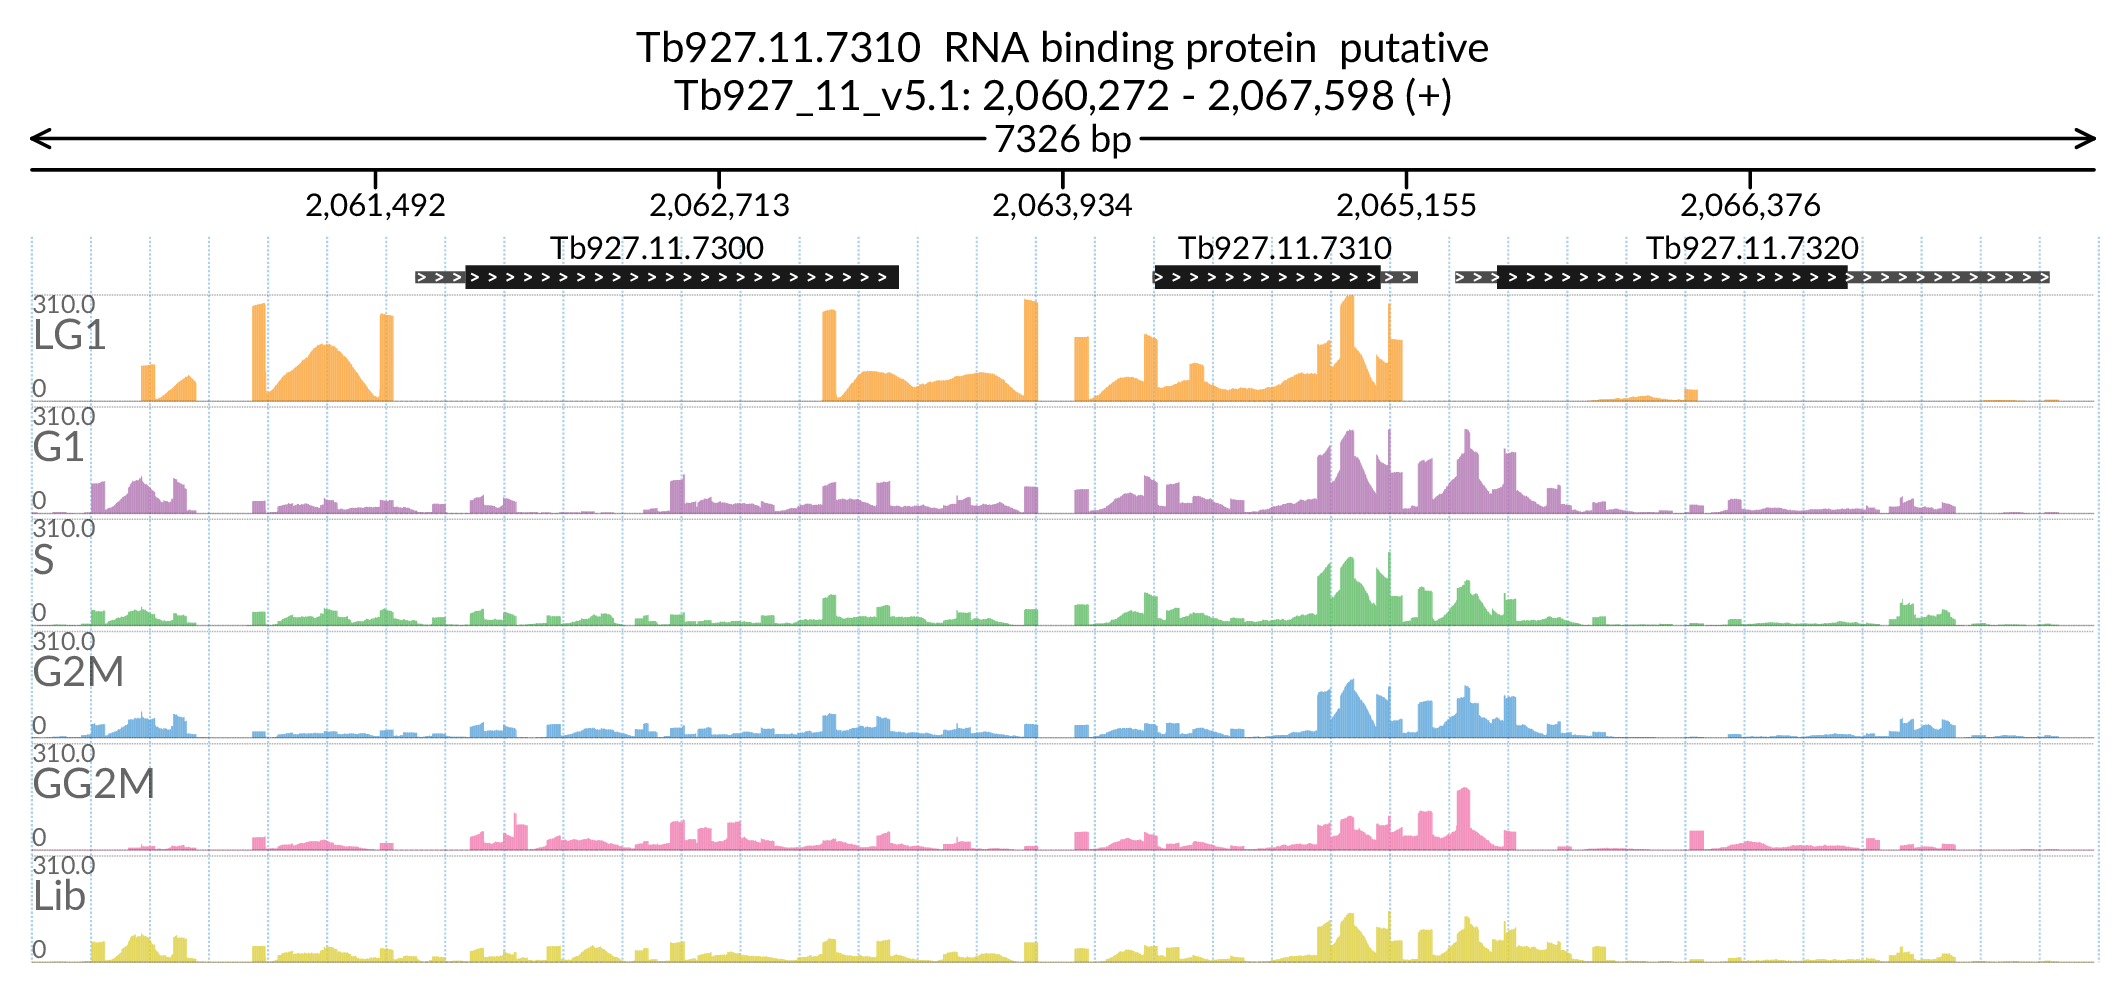 Tb927.11.7310  RNA binding protein  putative
Tb927_11_v5.1: 2,060,272 - 2,067,598 (+)
7326 bp
2,061,492 2,062,713 2,063,934 2,065,155 2,066,376
Tb927.11.7300 Tb927.11.7310 Tb927.11.7320
310.0
LG1
0
310.0
G1
0
310.0
S
0
310.0
G2M
0
310.0
GG2M
0
310.0
Lib
0